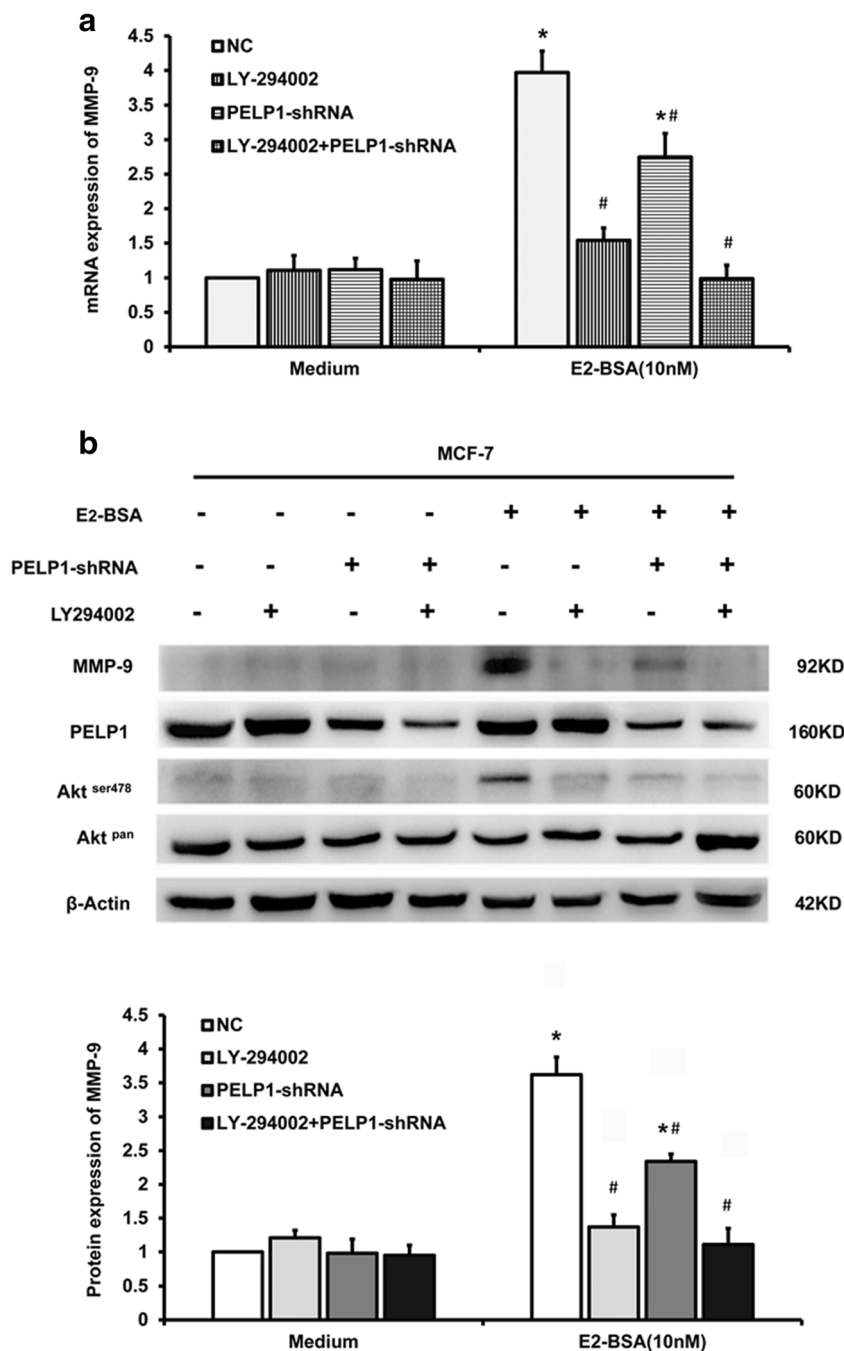 a
mRNA expression of MMP-9
4.5
4
3.5
3
2.5
2
1.5
1
0.5
0
NC
LY-294002
PELP1-shRNA
LY-294002+PELP1-shRNA
*
#
*#
#
Medium
E2-BSA(10nM)
b
MCF-7
E2-BSA - - - - + + + +
PELP1-shRNA - - + + - - + +
LY294002 - + - + - + - +
MMP-9 92KD
PELP1 160KD
Akt ser478 60KD
Akt pan 60KD
β-Actin 42KD
Protein expression of MMP-9
4.5
4
3.5
3
2.5
2
1.5
1
0.5
0
NC
LY-294002
PELP1-shRNA
LY-294002+PELP1-shRNA
*
#
*#
#
Medium
E2-BSA(10nM)